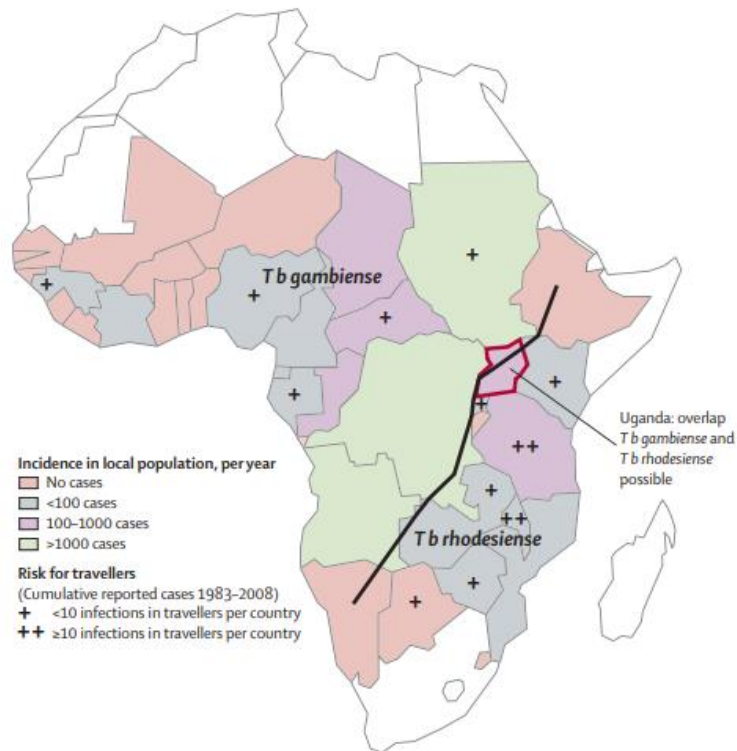 T b gambiense
+
+
+
+
+
+
+
++
Uganda: overlap
T b gambiense and
T b rhodesiense
possible
+
++
T b rhodesiense
+
+
Incidence in local population, per year
No cases
<100 cases
100–1000 cases
>1000 cases
Risk for travellers
(Cumulative reported cases 1983–2008)
+ <10 infections in travellers per country
++ ≥10 infections in travellers per country